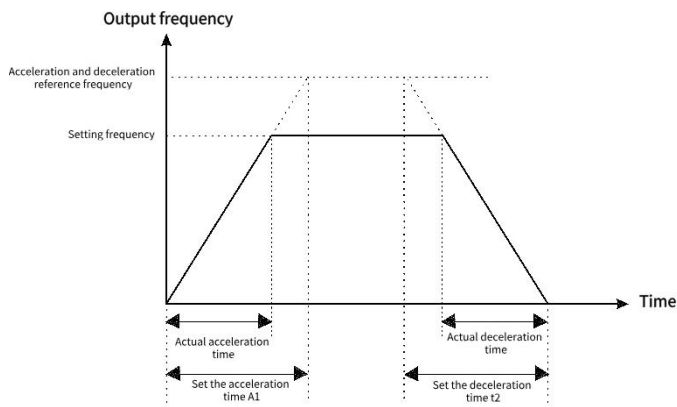 Output frequency
Acceleration and deceleration
reference frequency
Setting frequency
Time
Actual acceleration
time
Actual deceleration
time
Set the acceleration
time A1
Set the deceleration
time t2